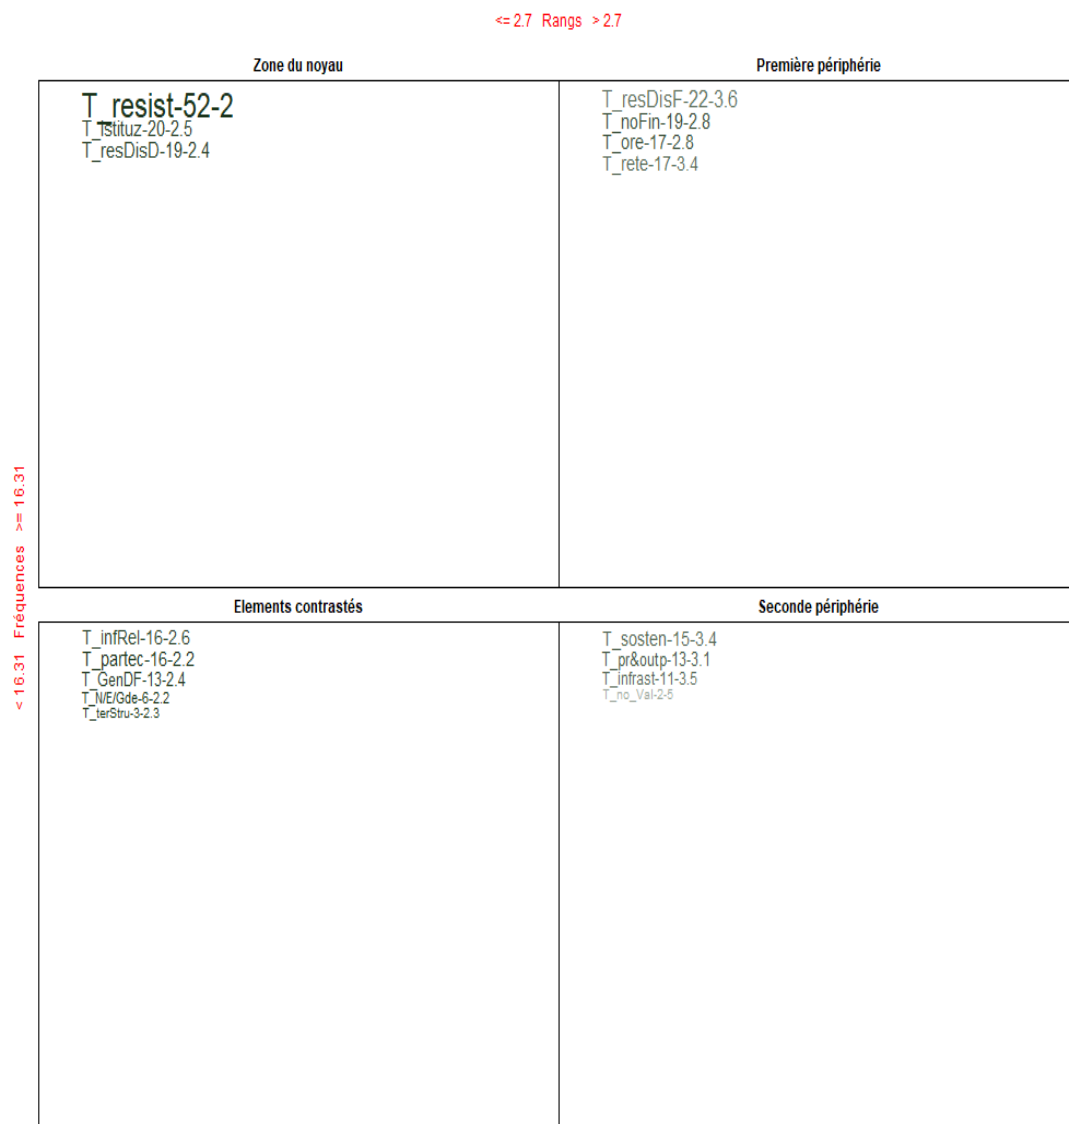 <= 2.7 Rangs > 2.7
Zone du noyau
Première périphérie
T_resist-52-2
T_istituz-20-2.5
T_resDisD-19-2.4
T_resDisF-22-3.6
T_noFin-19-2.8
T_ore-17-2.8
T_rete-17-3.4
< 16.31 Fréquences >= 16.31
Elements contrastés
Seconde périphérie
T_infRel-16-2.6
T_partec-16-2.2
T_GenDF-13-2.4
T_N/E/Gde-6-2.2
T_terStru-3-2.3
T_sosten-15-3.4
T_pr&outp-13-3.1
T_infrast-11-3.5
T_no_Val-2-5